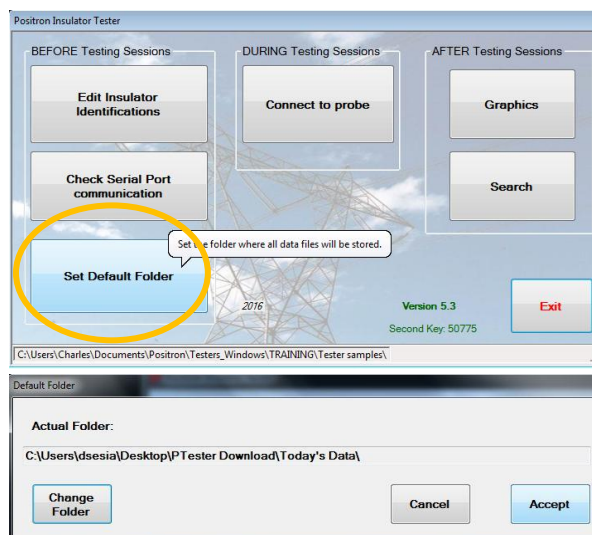 Positron Insulator Tester
BEFORE Testing Sessions
DURING Testing Sessions
AFTER Testing Sessions
Edit Insulator
Identifications
Connect to probe
Graphics
Check Serial Port
communication
Search
Set the folder where all data files will be stored.
Set Default Folder
2016
Version 5.3
Second Key: 50775
Exit
C:\Users\Charles\Documents\Positron\Testers_Windows\TRAINING\Tester samples\
Default Folder
Actual Folder:
C:\Users\dsesia\Desktop\PTester Download\Today's Data\
Change
Folder
Cancel
Accept